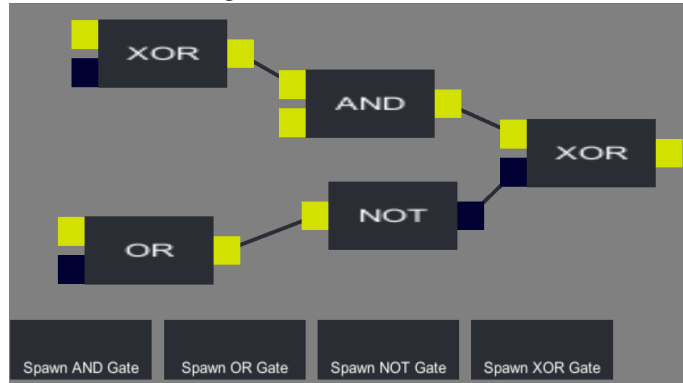 XOR
AND
XOR
NOT
OR
Spawn AND Gate
Spawn OR Gate
Spawn NOT Gate
Spawn XOR Gate